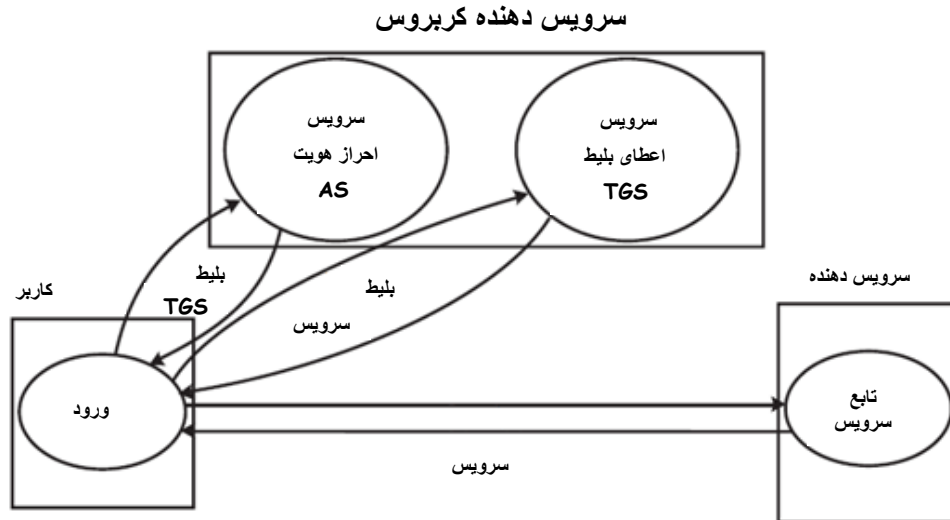 سرویس دهنده کربروس
سرویس
احراز هویت
AS
سرویس
اعطای بلیط
TGS
بلیط
TGS
بلیط
سرویس
کاربر
ورود
سرویس دهنده
تابع
سرویس
سرویس